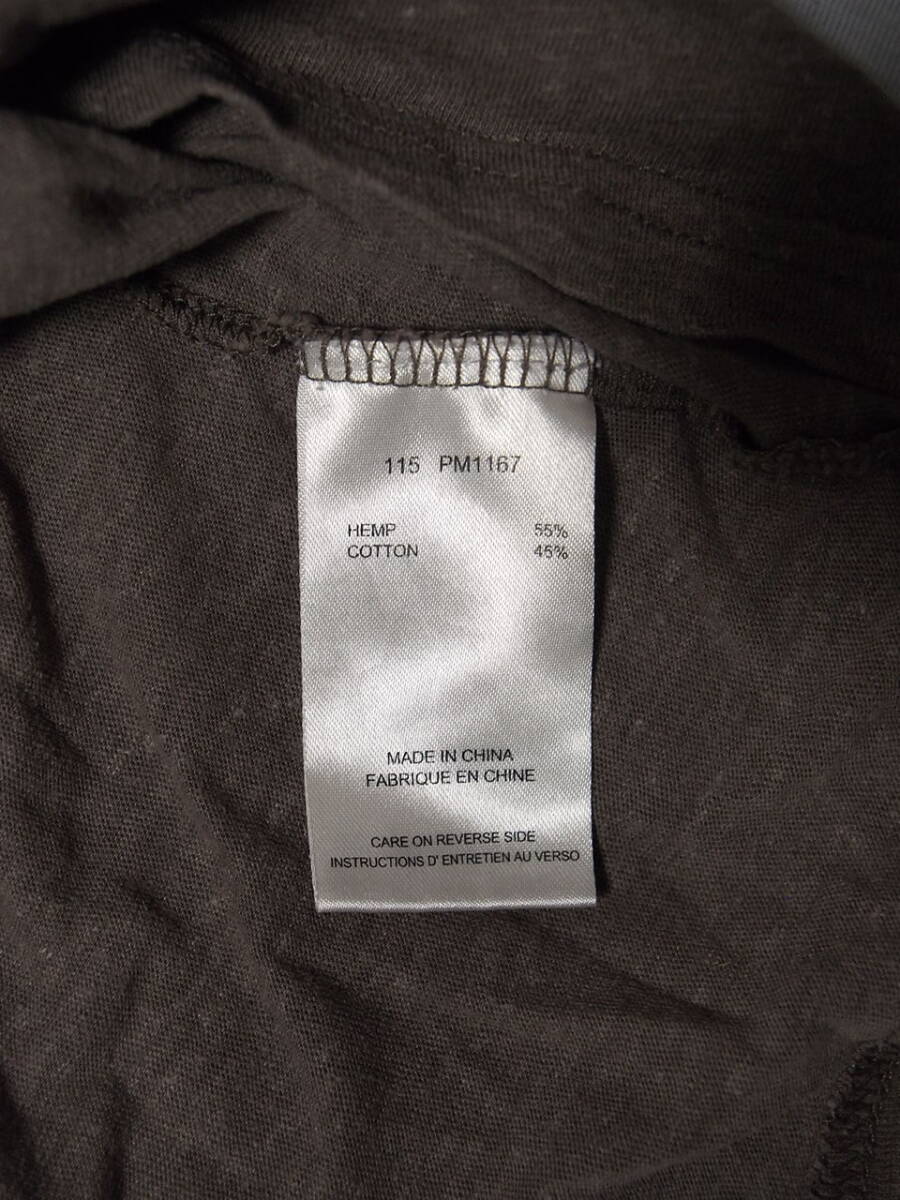 115 PM1167
HEMP 55%
COTTON 45%
MADE IN CHINA
FABRIQUE EN CHINE
CARE ON REVERSE SIDE
INSTRUCTIONS D' ENTRETIEN AU VERSO